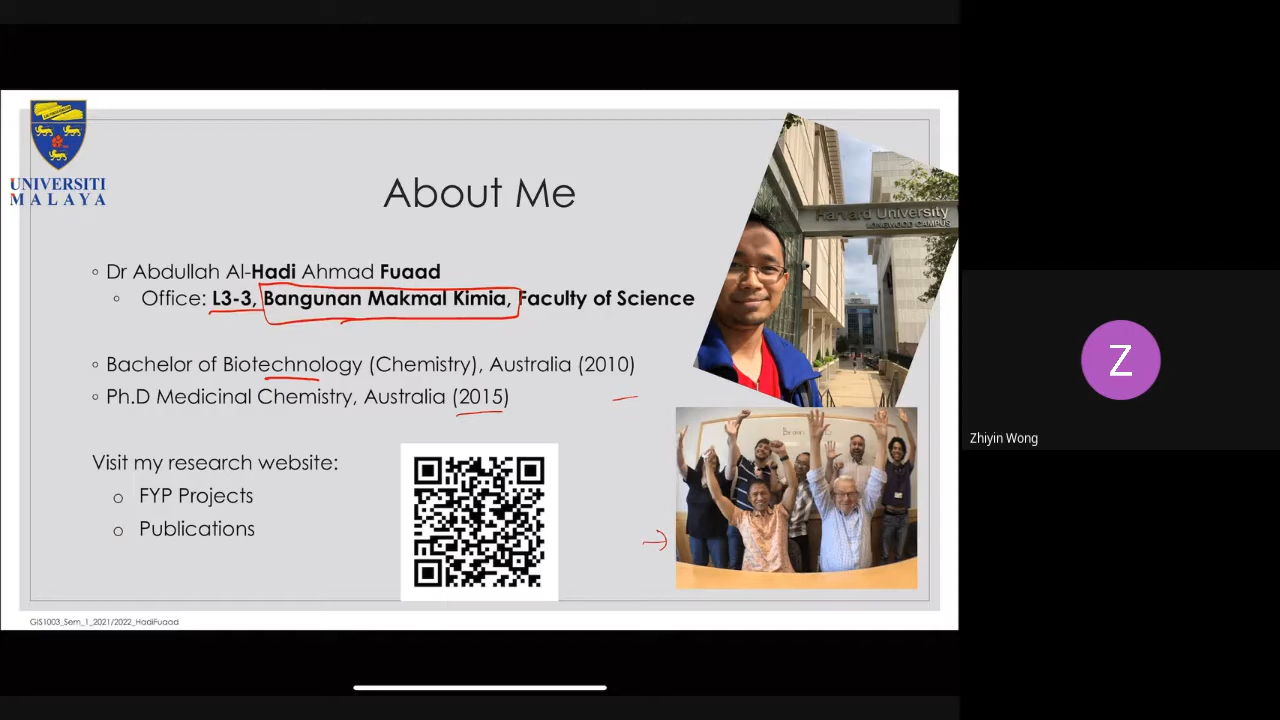 UNIVERSITI
MALAYA
About Me
Dr Abdullah Al-Hadi Ahmad Fuaad
Office: L3-3, Bangunan Makmal Kimia, Faculty of Science
Bachelor of Biotechnology (Chemistry), Australia (2010)
Ph.D Medicinal Chemistry, Australia (2015)
Visit my research website:
FYP Projects
Publications
Harvard University
LONGWOOD CAMPUS
GIS1003_Sem_1_2021/2022_HadiFuaad
Z
Zhiyin Wong